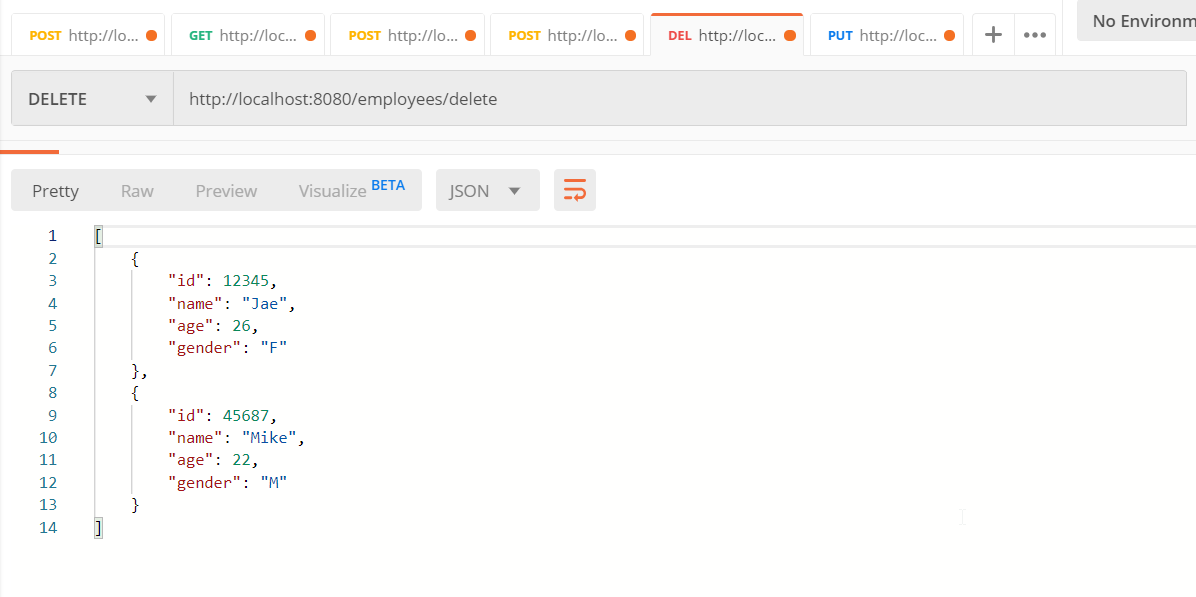 POST http://lo... GET http://loc... POST http://lo... POST http://lo... DEL http://loc... PUT http://loc... + ••• No Environm
DELETE http://localhost:8080/employees/delete
Pretty Raw Preview Visualize BETA JSON
1 [
2 {
3 "id": 12345,
4 "name": "Jae",
5 "age": 26,
6 "gender": "F"
7 },
8 {
9 "id": 45687,
10 "name": "Mike",
11 "age": 22,
12 "gender": "M"
13 }
14 ]